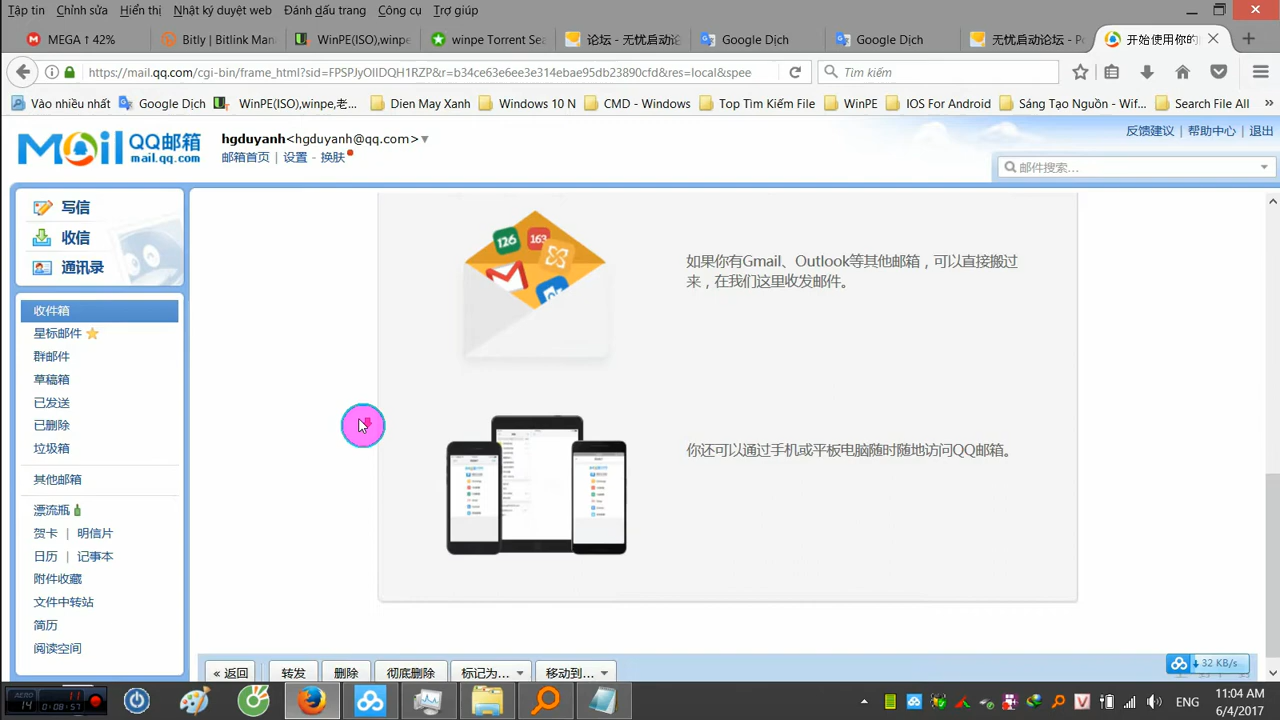 Tập tin Chỉnh sửa Hiển thị Nhật ký duyệt web Đánh dấu trang Công cụ Trợ giúp
MEGA ↑ 42% Bitly | Bitlink Man WinPE(ISO),winpe winpe Torrent Sea 论坛 - 无忧启动论 Google Dịch Google Dịch 无忧启动论坛 - Po 开始使用你的
https://mail.qq.com/cgi-bin/frame_html?sid=FPSPJyOIIDQH1RZP&r=b34ce63e6ee3e314ebae95db23890cfd&res=local&spee Tìm kiếm
Vào nhiều nhất Google Dịch WinPE(ISO),winpe,老... Dien May Xanh Windows 10 N CMD - Windows Top Tim Kiếm File WinPE IOS For Android Sáng Tạo Nguồn - Wif... Search File All »
Mail QQ邮箱
mail.qq.com
hgduyanh<hgduyanh@qq.com>
邮箱首页 | 设置 - 换肤
反馈建议 | 帮助中心 | 退出
邮件搜索...
写信
收信
通讯录
收件箱
星标邮件
群邮件
草稿箱
已发送
已删除
垃圾箱
其他邮箱
漂流瓶
贺卡 | 明信片
日历 | 记事本
附件收藏
文件中转站
简历
阅读空间
126 163
如果你有Gmail、Outlook等其他邮箱，可以直接搬过
来，在我们这里收发邮件。
你还可以通过手机或平板电脑随时随地访问QQ邮箱。
« 返回 转发 删除 彻底删除 标记为... 移动到...
32 KB/s
AERO 11
14 0:08:57
ENG
11:04 AM
6/4/2017